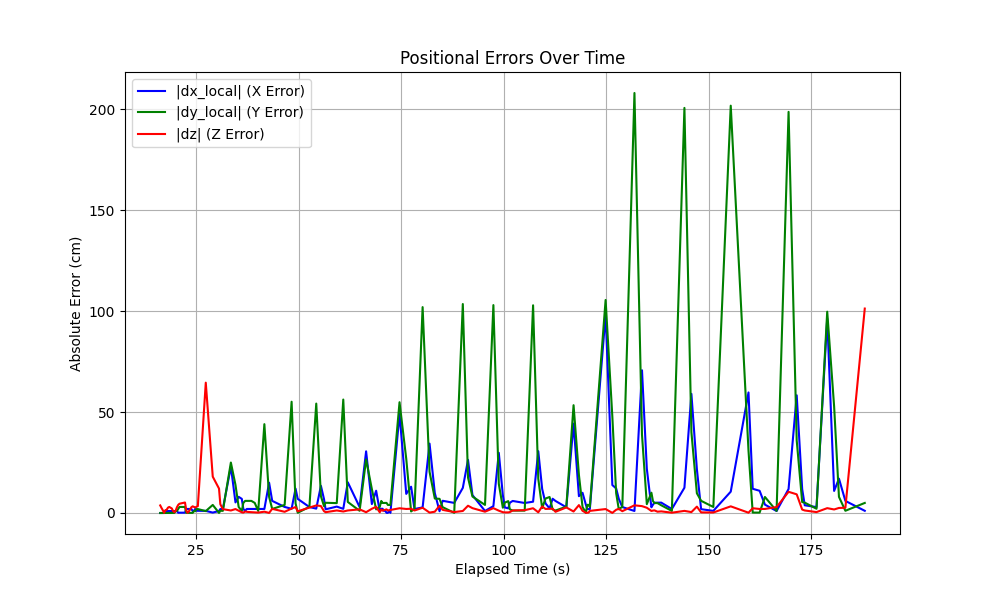 Positional Errors Over Time
|dx_local| (X Error)
|dy_local| (Y Error)
|dz| (Z Error)
Absolute Error (cm)
200
150
100
50
0
25
50
75
100
125
150
175
Elapsed Time (s)